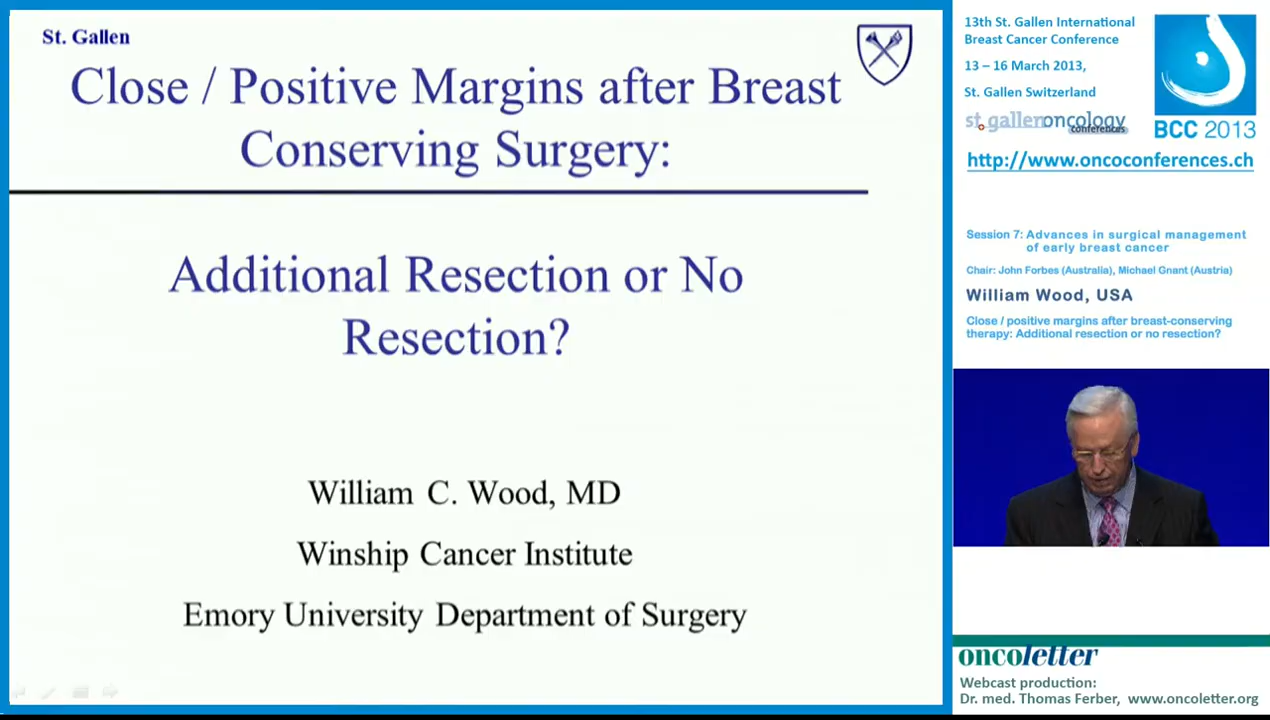 St. Gallen
Close / Positive Margins after Breast
Conserving Surgery:
Additional Resection or No
Resection?
William C. Wood, MD
Winship Cancer Institute
Emory University Department of Surgery
13th St. Gallen International
Breast Cancer Conference
13 – 16 March 2013,
St. Gallen Switzerland
st.gallenoncology
conferences
BCC 2013
http://www.oncoconferences.ch
Session 7: Advances in surgical management
of early breast cancer
Chair: John Forbes (Australia), Michael Gnant (Austria)
William Wood, USA
Close / positive margins after breast-conserving
therapy: Additional resection or no resection?
oncoletter
Webcast production:
Dr. med. Thomas Ferber, www.oncoletter.org